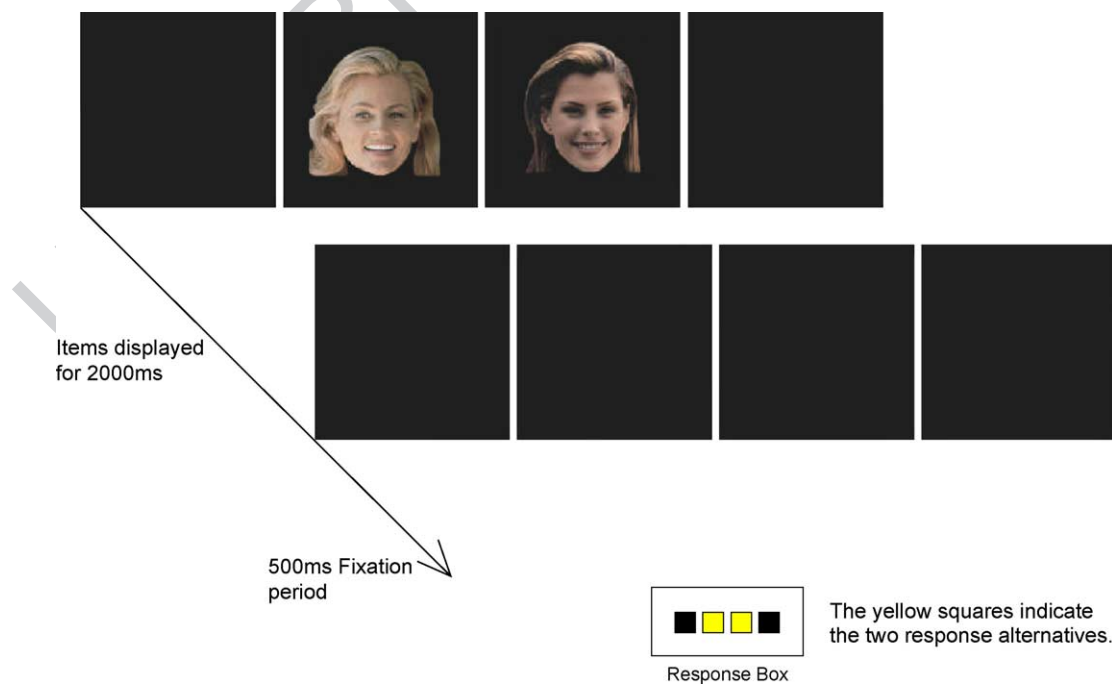 Items displayed
for 2000ms
500ms Fixation
period
The yellow squares indicate
the two response alternatives.
Response Box